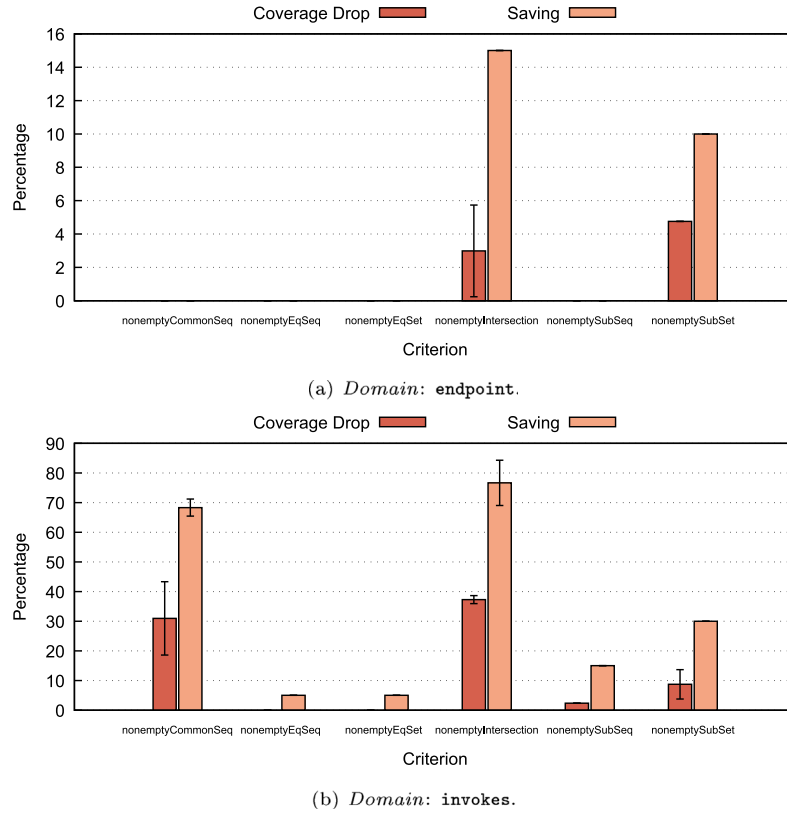 Coverage Drop Saving
16
14
12
10
8
6
4
2
0
Percentage
nonemptyCommonSeq nonemptyEqSeq nonemptyEqSet nonemptyIntersection nonemptySubSeq nonemptySubSet
Criterion
(a) Domain: endpoint.
Coverage Drop Saving
90
80
70
60
50
40
30
20
10
0
Percentage
nonemptyCommonSeq nonemptyEqSeq nonemptyEqSet nonemptyIntersection nonemptySubSeq nonemptySubSet
Criterion
(b) Domain: invokes.